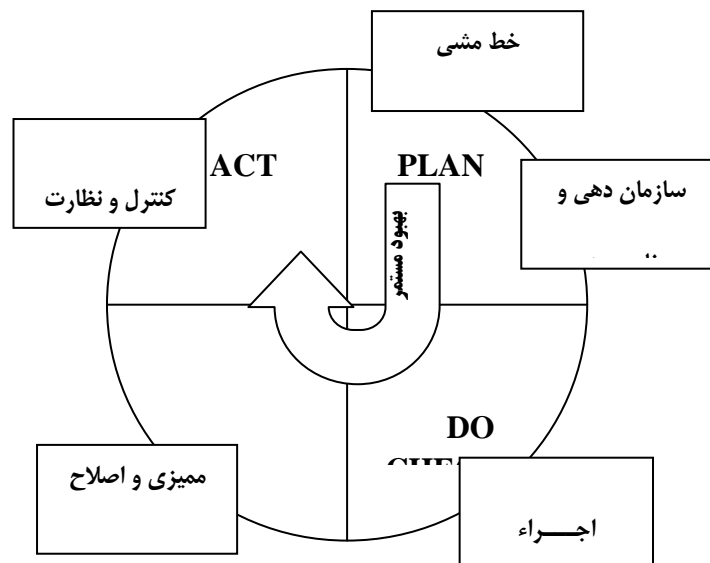 خط مشی
ACT
PLAN
کنترل و نظارت
سازمان دهی و
بهبود مستمر
DO
ممیزی و اصلاح
اجـــراء